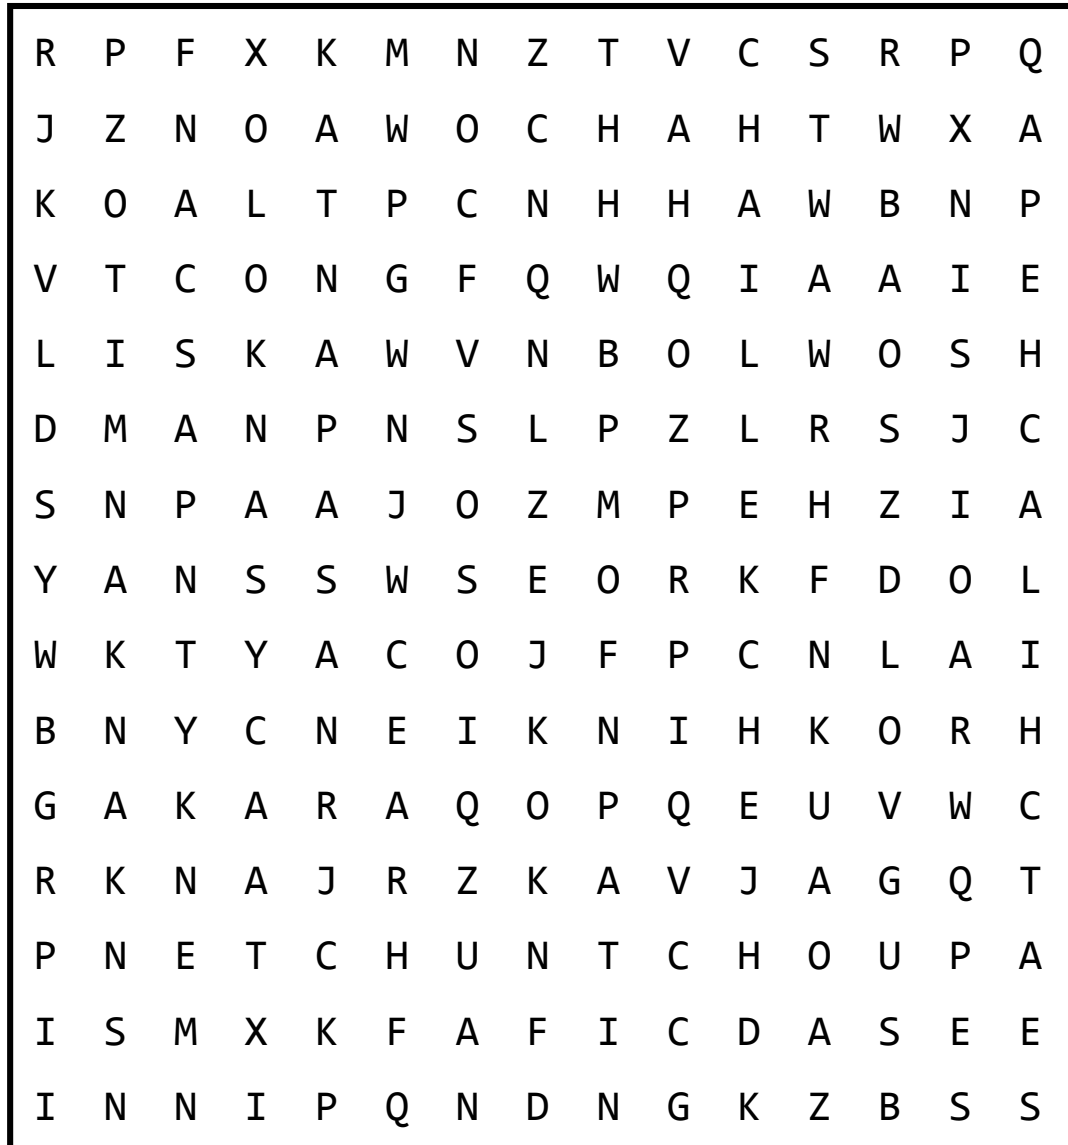 R P F X K M N Z T V C S R P Q
J Z N O A W O C H A H T W X A
K O A L T P C N H H A W B N P
V T C O N G F Q W Q I A A I E
L I S K A W V N B O L W O S H
D M A N P N S L P Z L R S J C
S N P A A J O Z M P E H Z I A
Y A N S S W S E O R K F D O L
W K T Y A C O J F P C N L A I
B N Y C N E I K N I H K O R H
G A K A R A Q O P Q E U V W C
R K N A J R Z K A V J A G Q T
P N E T C H U N T C H O U P A
I S M X K F A F I C D A S E E
I N N I P Q N D N G K Z B S S